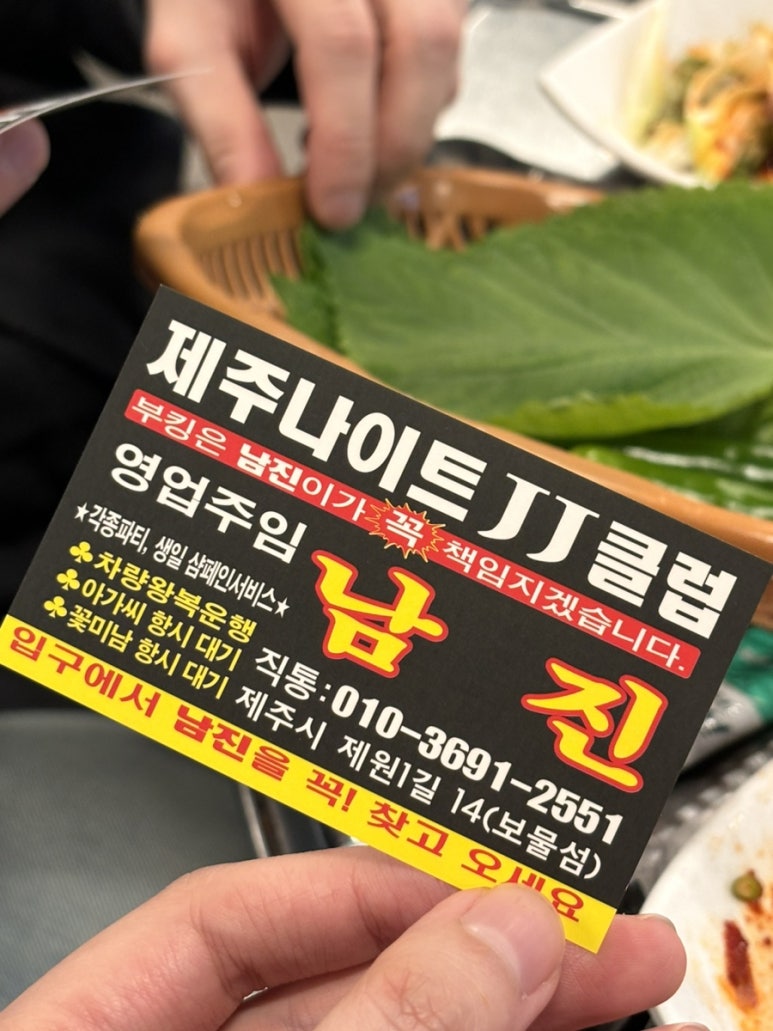 제주나이트 JJ 클럽
부킹은 남진이가 꼭 책임지겠습니다.
영업주임
남진
★각종파티, 생일 샴페인서비스★
♣차량왕복운행
♣아가씨 항시 대기
♣꽃미남 항시 대기
직통:010-3691-2551
제주시 제원1길 14(보물섬)
입구에서 남진을 꼭! 찾고 오세요